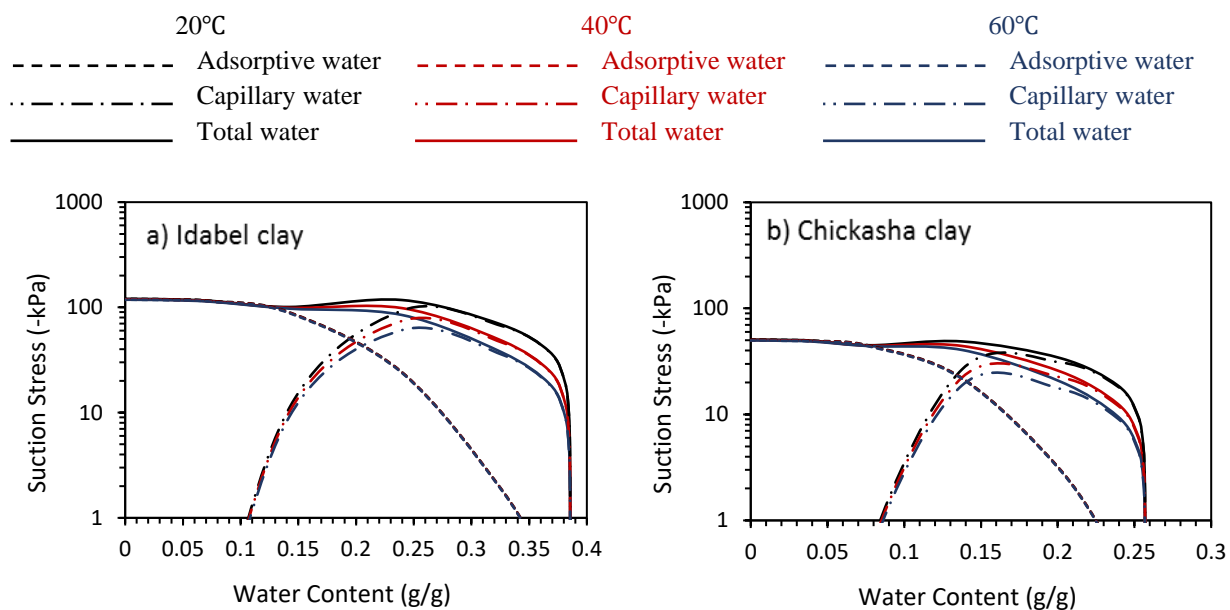 20℃ 40℃ 60℃
Adsorptive water Adsorptive water Adsorptive water
Capillary water Capillary water Capillary water
Total water Total water Total water
a) Idabel clay
Suction Stress (-kPa)
1000
100
10
1
0 0.05 0.1 0.15 0.2 0.25 0.3 0.35 0.4
Water Content (g/g)
b) Chickasha clay
Suction Stress (-kPa)
1000
100
10
1
0 0.05 0.1 0.15 0.2 0.25 0.3
Water Content (g/g)